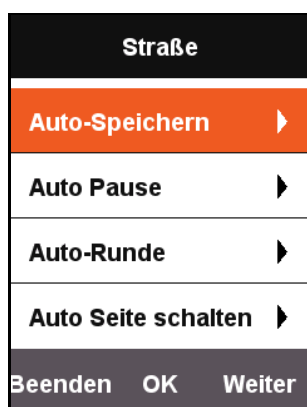 Straße
Auto-Speichern
Auto Pause
Auto-Runde
Auto Seite schalten
Beenden OK Weiter